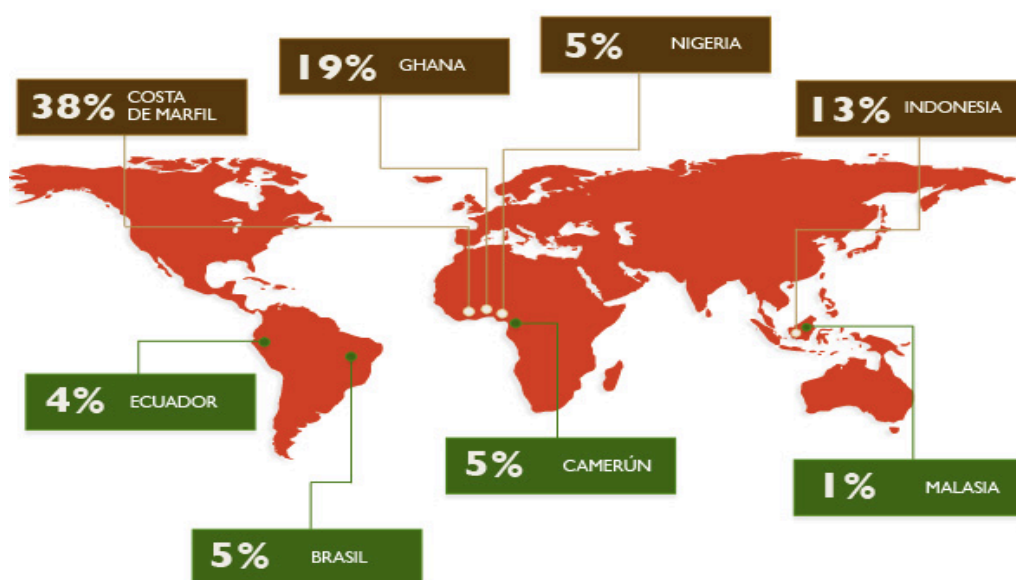 5% NIGERIA
19% GHANA
38% COSTA
DE MARFIL
13% INDONESIA
4% ECUADOR
5% CAMERÚN
1% MALASIA
5% BRASIL